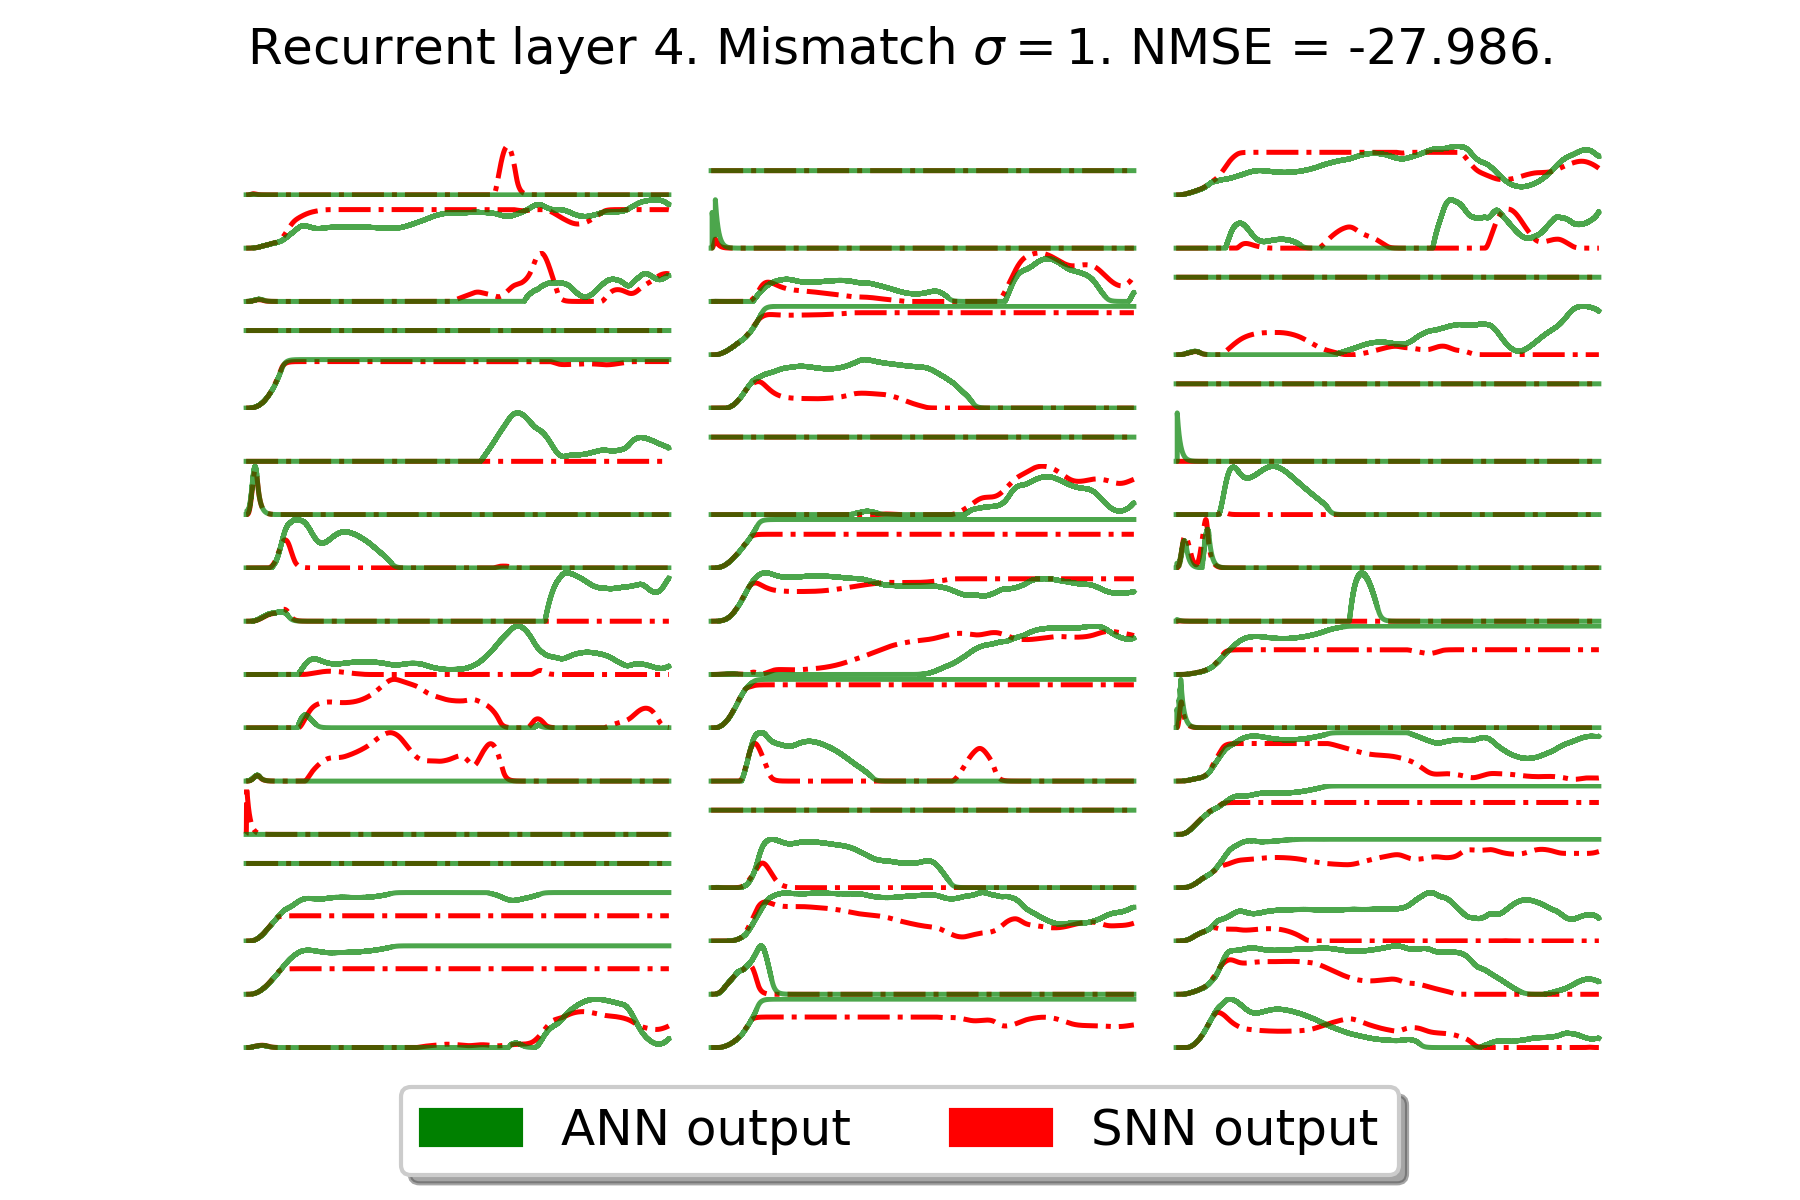 Recurrent layer 4. Mismatch σ = 1. NMSE = -27.986.
ANN output
SNN output